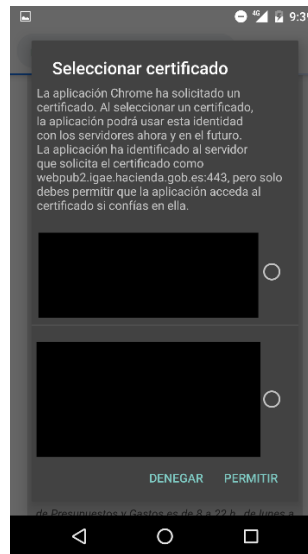 4G 9:39
Seleccionar certificado
La aplicación Chrome ha solicitado un
certificado. Al seleccionar un certificado,
la aplicación podrá usar esta identidad
con los servidores ahora y en el futuro.
La aplicación ha identificado al servidor
que solicita el certificado como
webpub2.igae.hacienda.gob.es:443, pero solo
debes permitir que la aplicación acceda al
certificado si confías en ella.
DENEGAR PERMITIR
de Presupuestos y Gastos es de 8 a 22 h., de lunes a